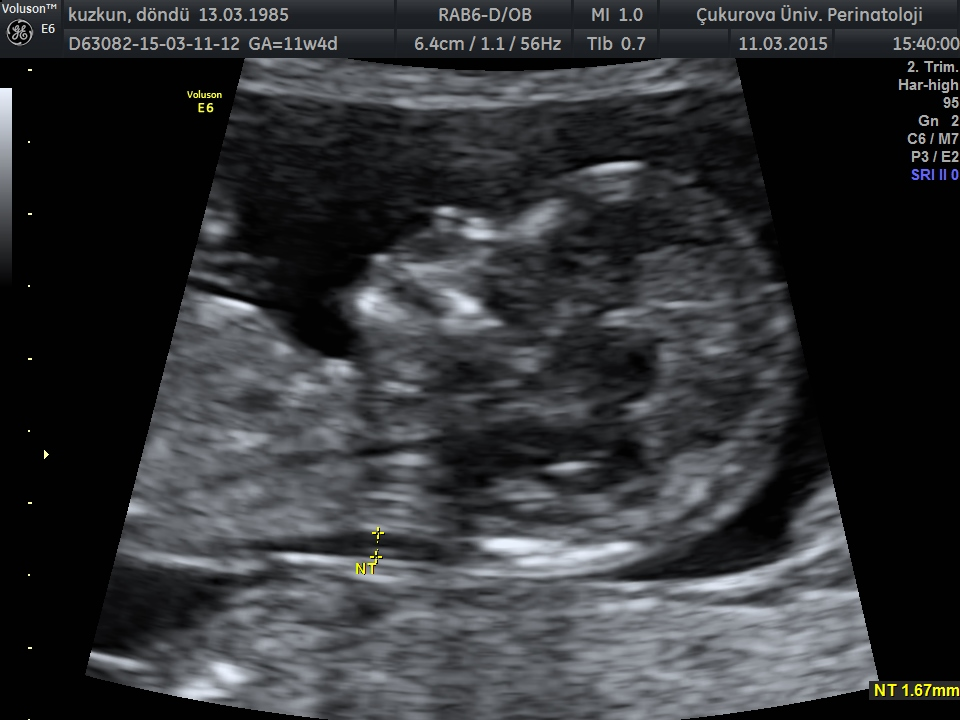 Voluson™
E6
kuzkun, döndü 13.03.1985
RAB6-D/OB
MI 1.0
Çukurova Üniv. Perinatoloji
D63082-15-03-11-12 GA=11w4d
6.4cm / 1.1 / 56Hz
TIb 0.7
11.03.2015
15:40:00
Voluson
E6
2. Trim.
Har-high
95
Gn 2
C6 / M7
P3 / E2
SRI II 0
NT
NT 1.67mm